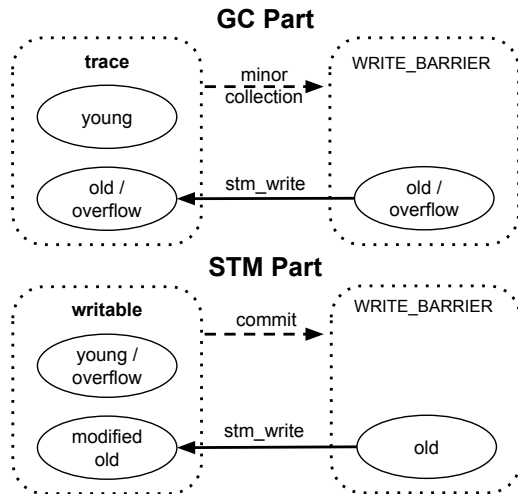 GC Part
trace
minor
collection
WRITE_BARRIER
young
old /
overflow
stm_write
old /
overflow
STM Part
writable
commit
WRITE_BARRIER
young /
overflow
modified
old
stm_write
old